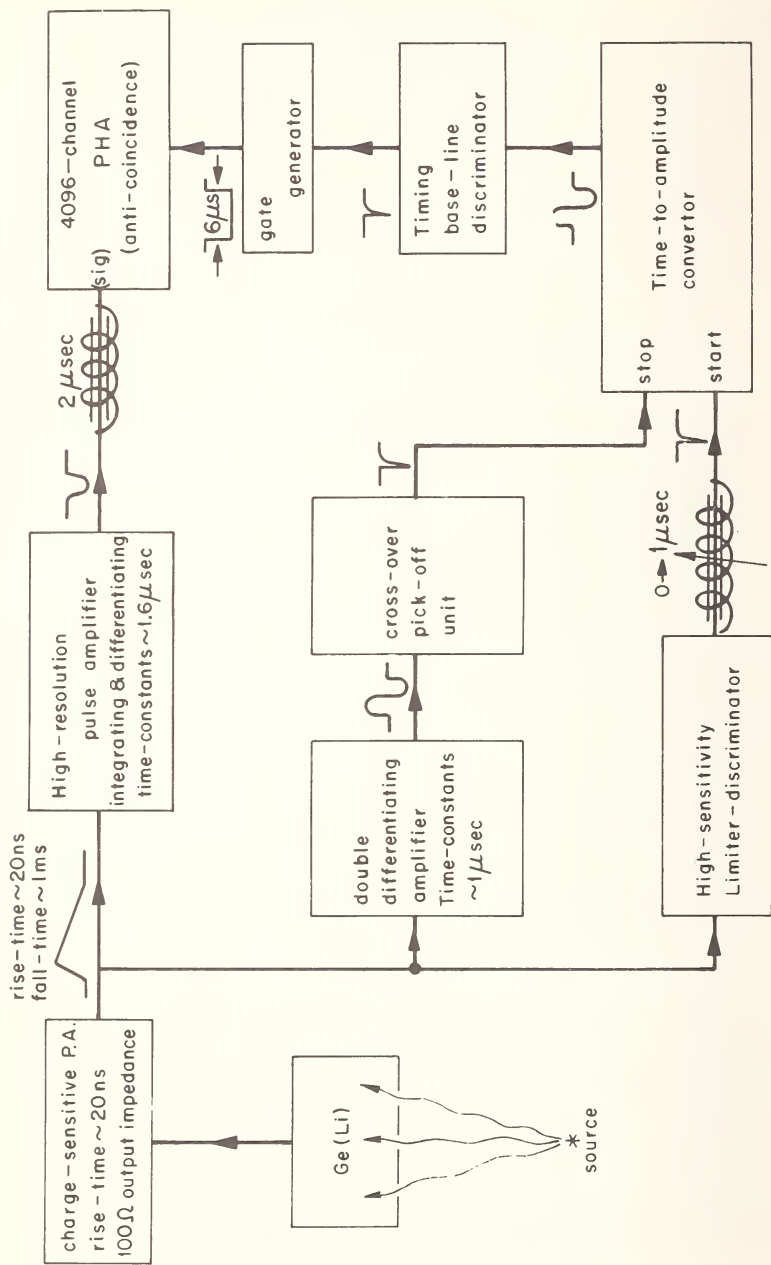 charge-sensitive P.A.
rise-time~20ns
100Ω output impedance
rise-time~20ns
fall-time~1ms
High-resolution
pulse amplifier
integrating & differentiating
time-constants~1.6μsec
2μsec
(sig)
4096-channel
PHA
(anti-coincidence)
6μs
gate
generator
Timing
base-line
discriminator
Time-to-amplitude
convertor
stop
start
Ge(Li)
source
double
differentiating
amplifier
Time-constants
~1μsec
cross-over
pick-off
unit
High-sensitivity
Limiter-discriminator
0→1μsec